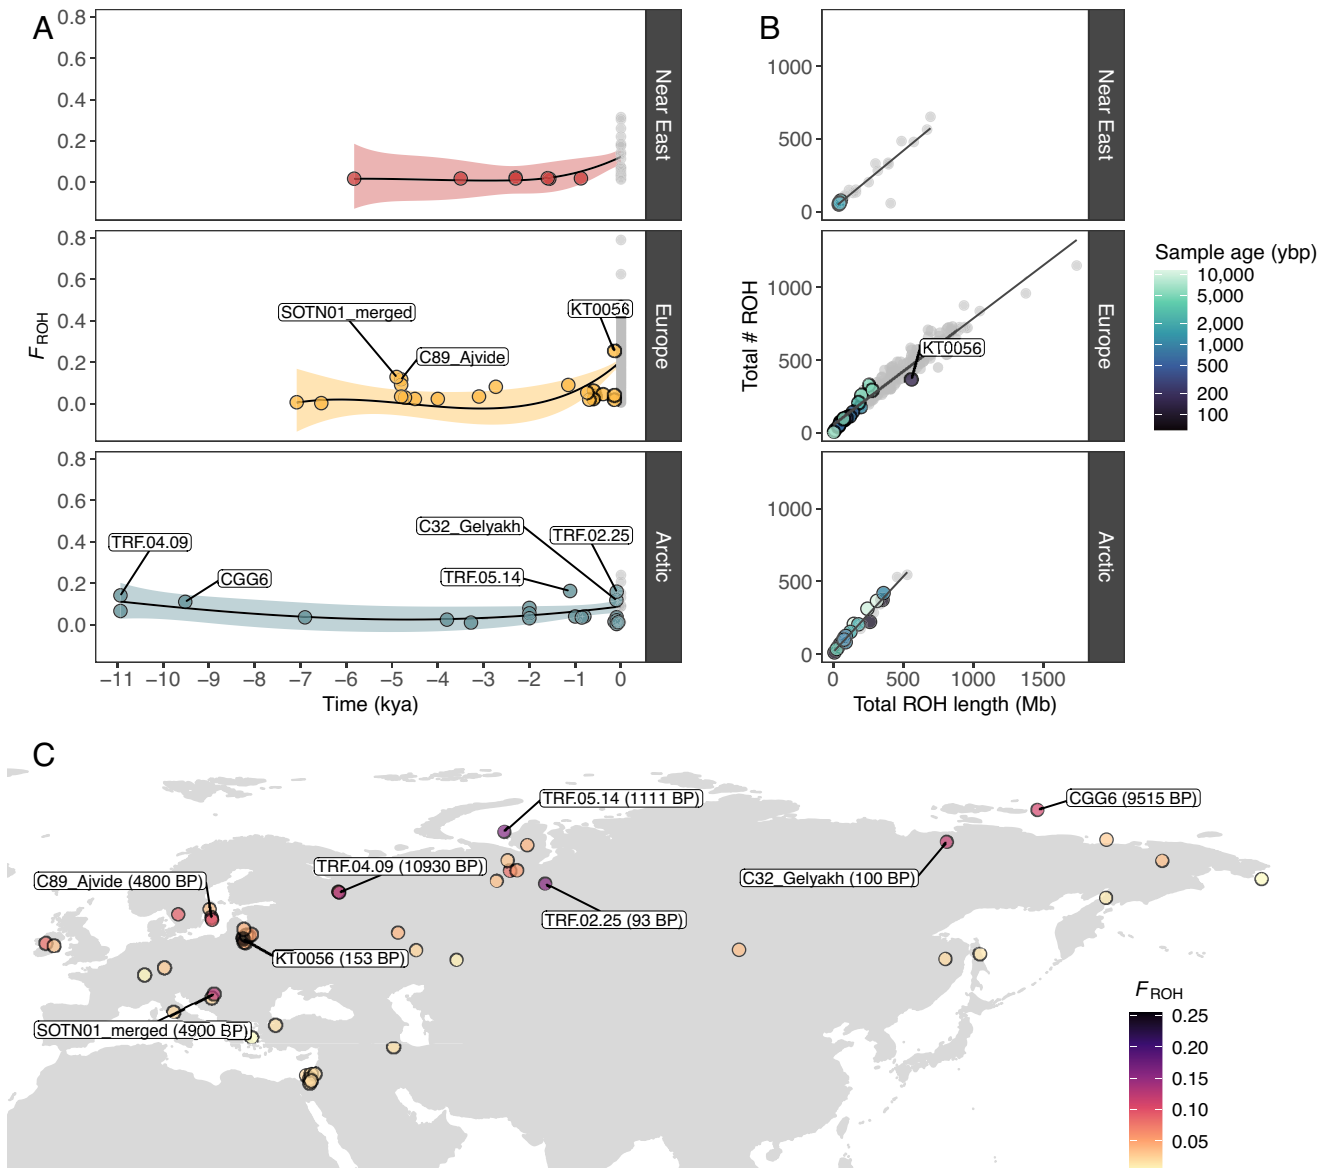 A
B
0.8
0.6
0.4
0.2
0.0
Near East
1000
500
0
Near East
FROH
0.8
0.6
0.4
0.2
0.0
SOTN01_merged
C89_Ajvide
KT0056
Europe
Total # ROH
1000
500
0
KT0056
Europe
Sample age (ybp)
10,000
5,000
2,000
1,000
500
200
100
0.8
0.6
0.4
0.2
0.0
TRF.04.09
CGG6
C32_Gelyakh
TRF.05.14
TRF.02.25
Arctic
1000
500
0
Arctic
−11 −10 −9 −8 −7 −6 −5 −4 −3 −2 −1 0
Time (kya)
0 500 1000 1500
Total ROH length (Mb)
C
TRF.05.14 (1111 BP)
CGG6 (9515 BP)
TRF.04.09 (10930 BP)
C89_Ajvide (4800 BP)
C32_Gelyakh (100 BP)
TRF.02.25 (93 BP)
KT0056 (153 BP)
SOTN01_merged (4900 BP)
FROH
0.25
0.20
0.15
0.10
0.05